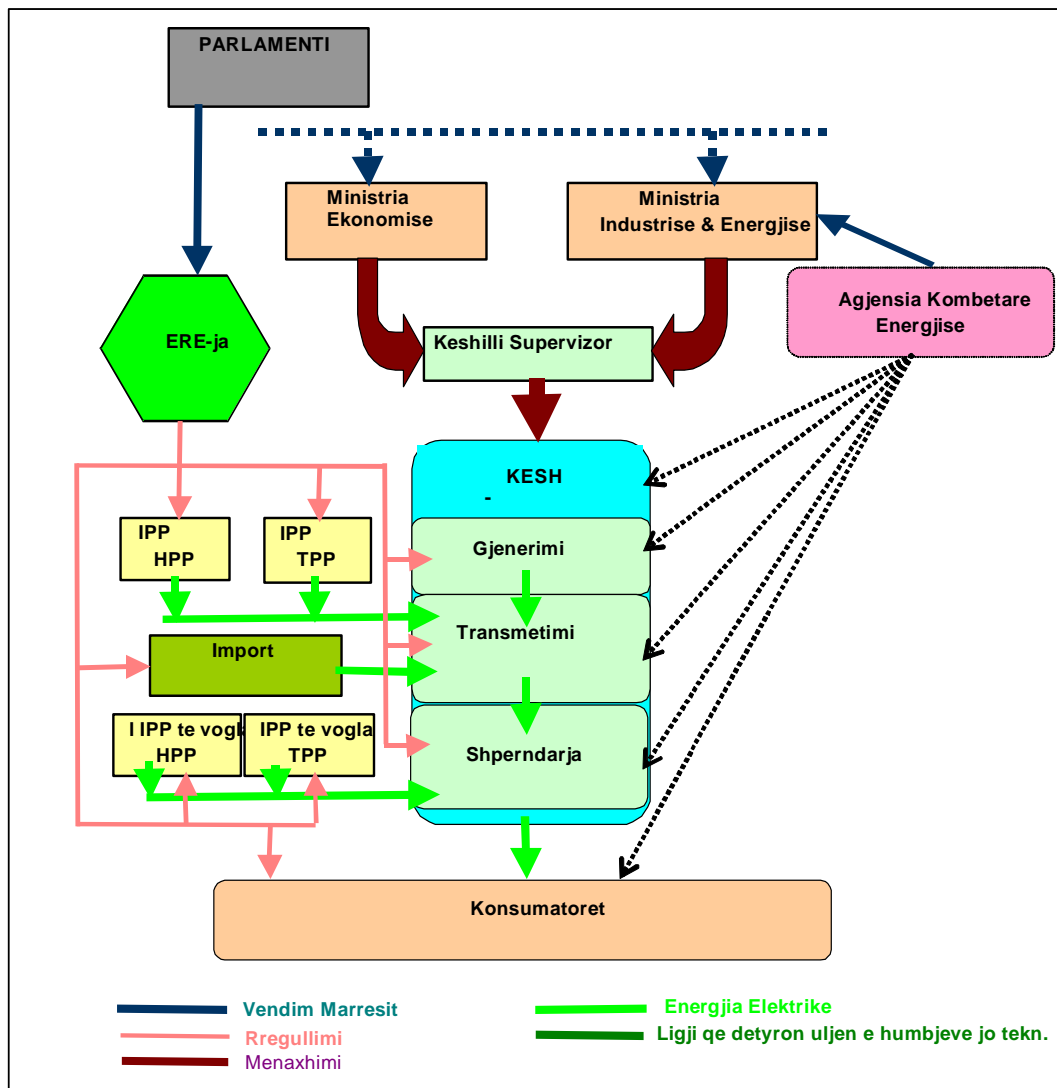 PARLAMENTI
Ministria
Ekonomise
Ministria
Industrise & Energjise
Agjensia Kombetare
Energjise
ERE-ja
Keshilli Supervizor
KESH
-
IPP
HPP
IPP
TPP
Gjenerimi
Transmetimi
Import
I IPP te vogla
HPP
IPP te vogla
TPP
Shperndarja
Konsumatoret
Vendim Marresit
Rregullimi
Menaxhimi
Energjia Elektrike
Ligji qe detyron uljen e humbjeve jo tekn.